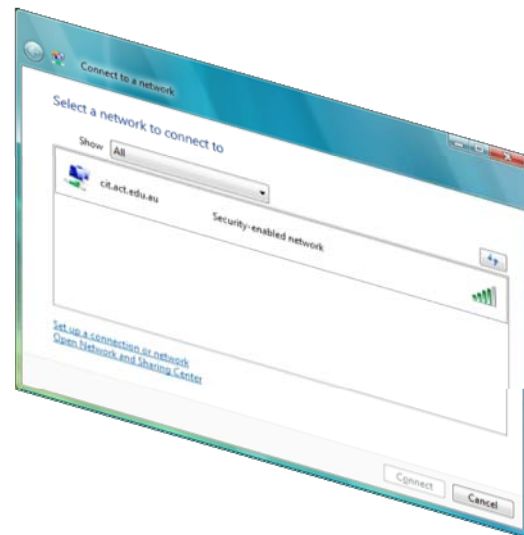 Connect to a network
Select a network to connect to
Show All
cit.act.edu.au Security-enabled network
Set up a connection or network
Open Network and Sharing Center
Connect Cancel